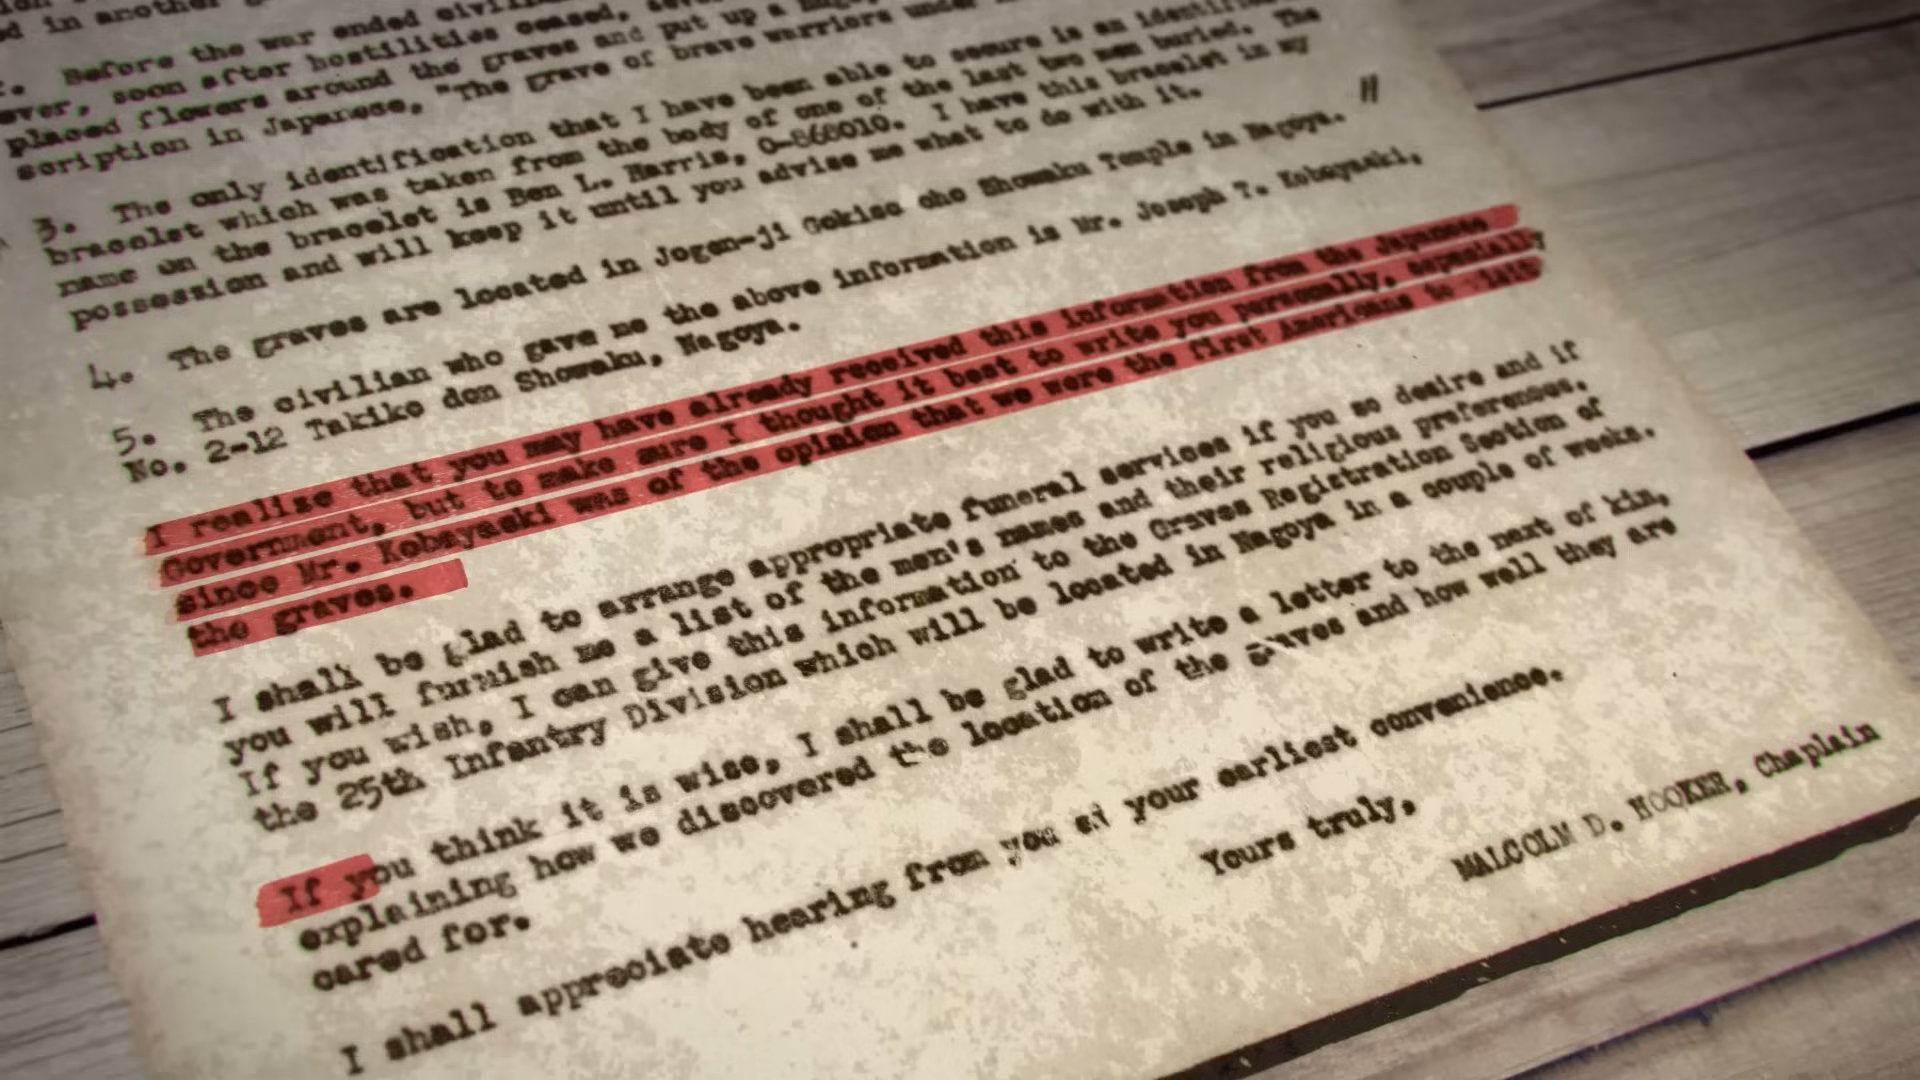 ed in another
2. Before the war ended civilian
ever, soon after hostilities ceased,
placed flowers around the graves and put up a
scription in Japanese, "The grave of brave warriors under
3. The only identification that I have been able to secure is an
bracelet which was taken from the body of one of the last two men buried. The
name on the bracelet is Ben L. Harris, O-868010. I have this bracelet in my
possession and will keep it until you advise me what to do with it.
4. The graves are located in Jogen-ji Gokiso cho Showaku Temple in Nagoya. "
5. The civilian who gave me the above information is Mr. Joseph T. Kobayaski,
No. 2-12 Takiko don Showaku, Nagoya.
I realize that you may have already received this information from the Japanese
Government, but to make sure I thought it best to write you personally, especially
since Mr. Kobayaski was of the opinion that we were the first Americans to visit
the graves.
I shall be glad to arrange appropriate funeral services if you so desire and if
you will furnish me a list of the men's names and their religious preferences.
If you wish, I can give this information to the Graves Registration Section of
the 25th Infantry Division which will be located in Nagoya in a couple of weeks.
If you think it is wise, I shall be glad to write a letter to the next of kin,
explaining how we discovered the location of the graves and how well they are
cared for.
I shall appreciate hearing from you at your earliest convenience.
Yours truly,
MALCOLM D. HOOKER, Chaplain